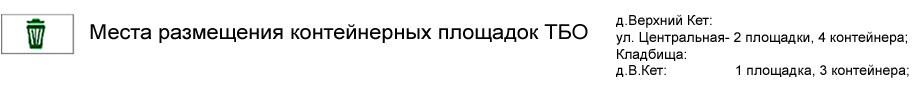 Места размещения контейнерных площадок ТБО
д.Верхний Кет:
ул. Центральная- 2 площадки, 4 контейнера;
Кладбища:
д.В.Кет: 1 площадка, 3 контейнера;